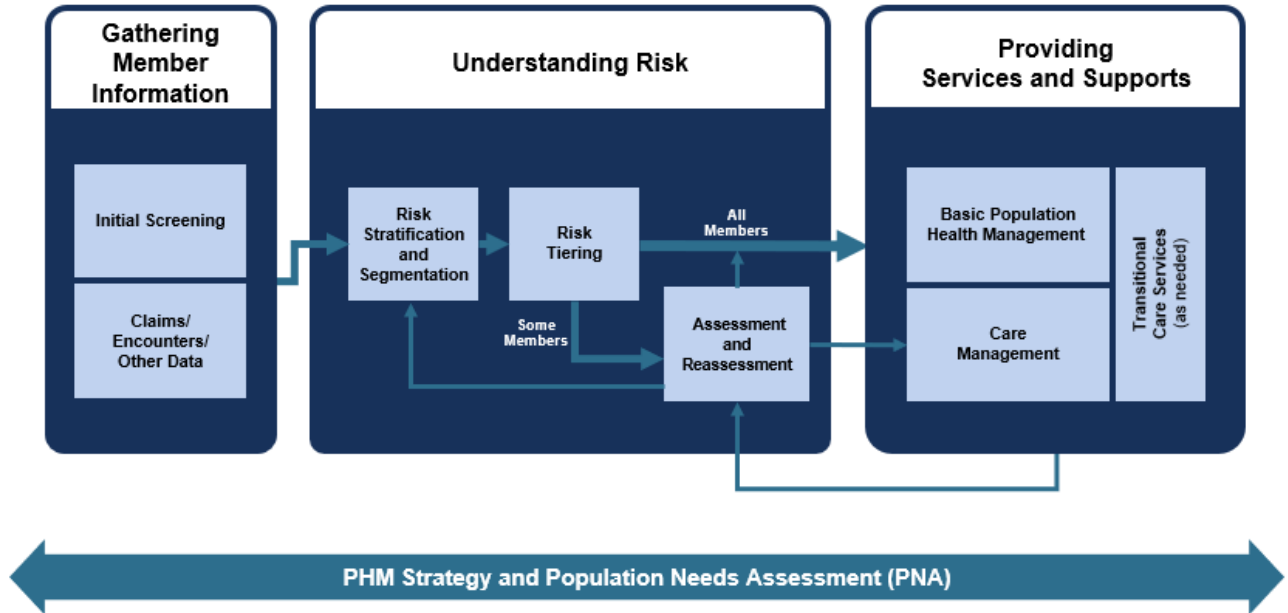 Gathering
Member
Information
Initial Screening
Claims/
Encounters/
Other Data
Understanding Risk
Risk
Stratification
and
Segmentation
Risk
Tiering
All
Members
Some
Members
Assessment
and
Reassessment
Providing
Services and Supports
Basic Population
Health Management
Care
Management
Transitional
Care Services
(as needed)
PHM Strategy and Population Needs Assessment (PNA)